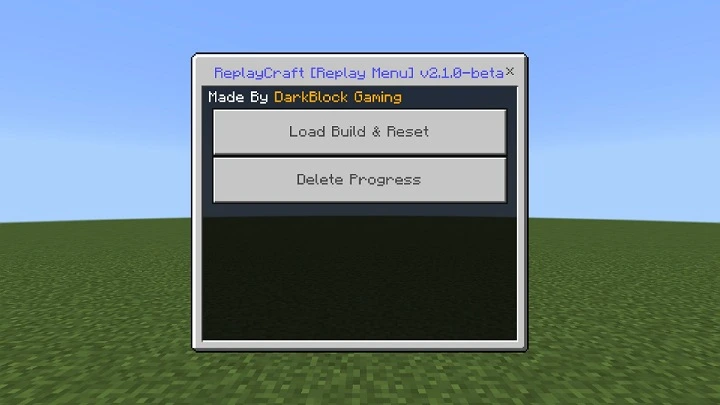 ReplayCraft [Replay Menu] v2.1.0-beta x
Made By DarkBlock Gaming
Load Build & Reset
Delete Progress